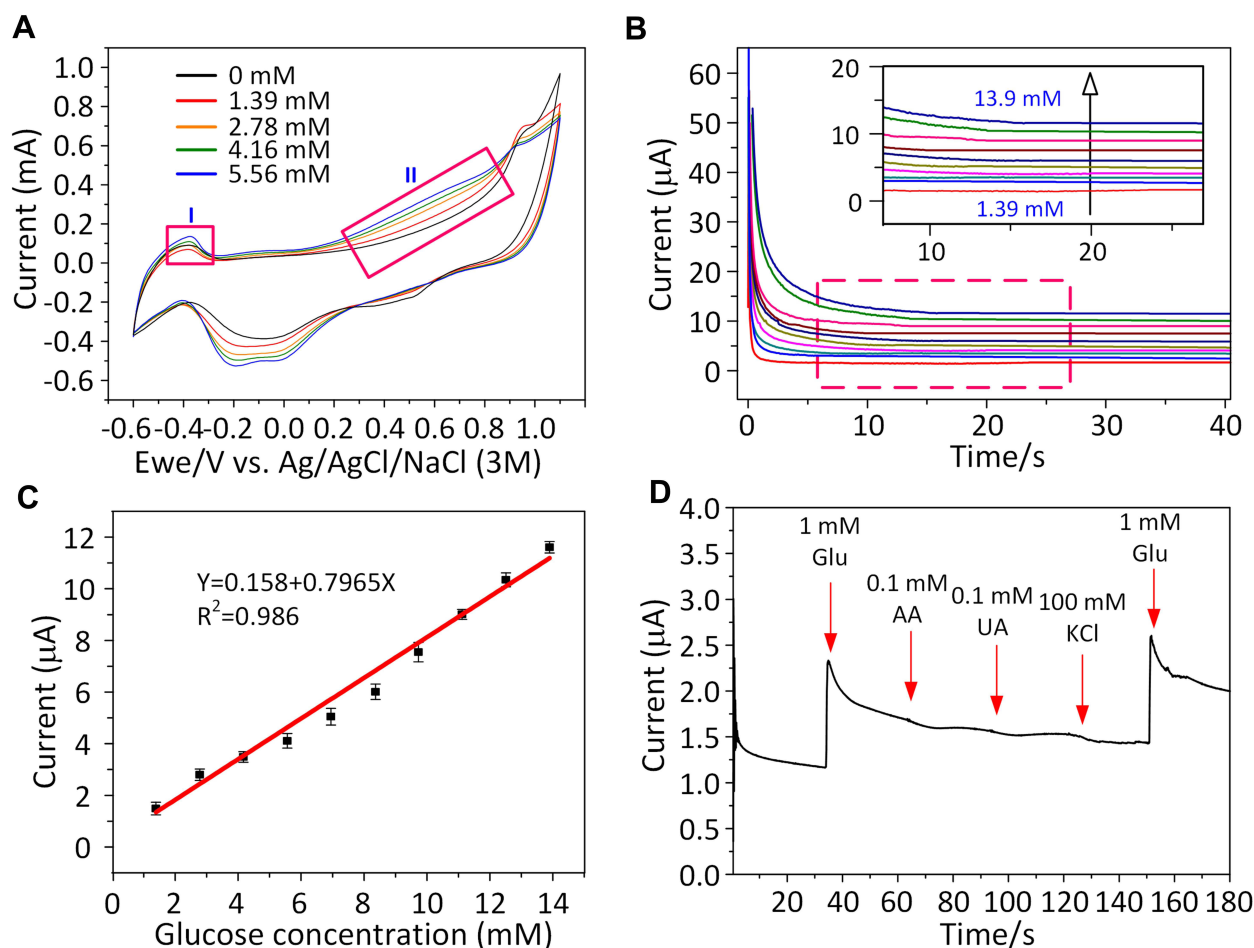 A
1.0
0.8
0.6
0.4
0.2
0.0
-0.2
-0.4
-0.6
0 mM
1.39 mM
2.78 mM
4.16 mM
5.56 mM
I
II
Current (mA)
-0.6 -0.4 -0.2 0.0 0.2 0.4 0.6 0.8 1.0
Ewe/V vs. Ag/AgCl/NaCl (3M)
B
60
50
40
30
20
10
0
Current (μA)
20
10
0
13.9 mM
1.39 mM
10 20
0 10 20 30 40
Time/s
C
12
10
8
6
4
2
0
Current (μA)
Y=0.158+0.7965X
R²=0.986
0 2 4 6 8 10 12 14
Glucose concentration (mM)
D
4.0
3.5
3.0
2.5
2.0
1.5
1.0
0.5
0.0
Current (μA)
1 mM
Glu
0.1 mM
AA
0.1 mM
UA
100 mM
KCl
1 mM
Glu
20 40 60 80 100 120 140 160 180
Time/s